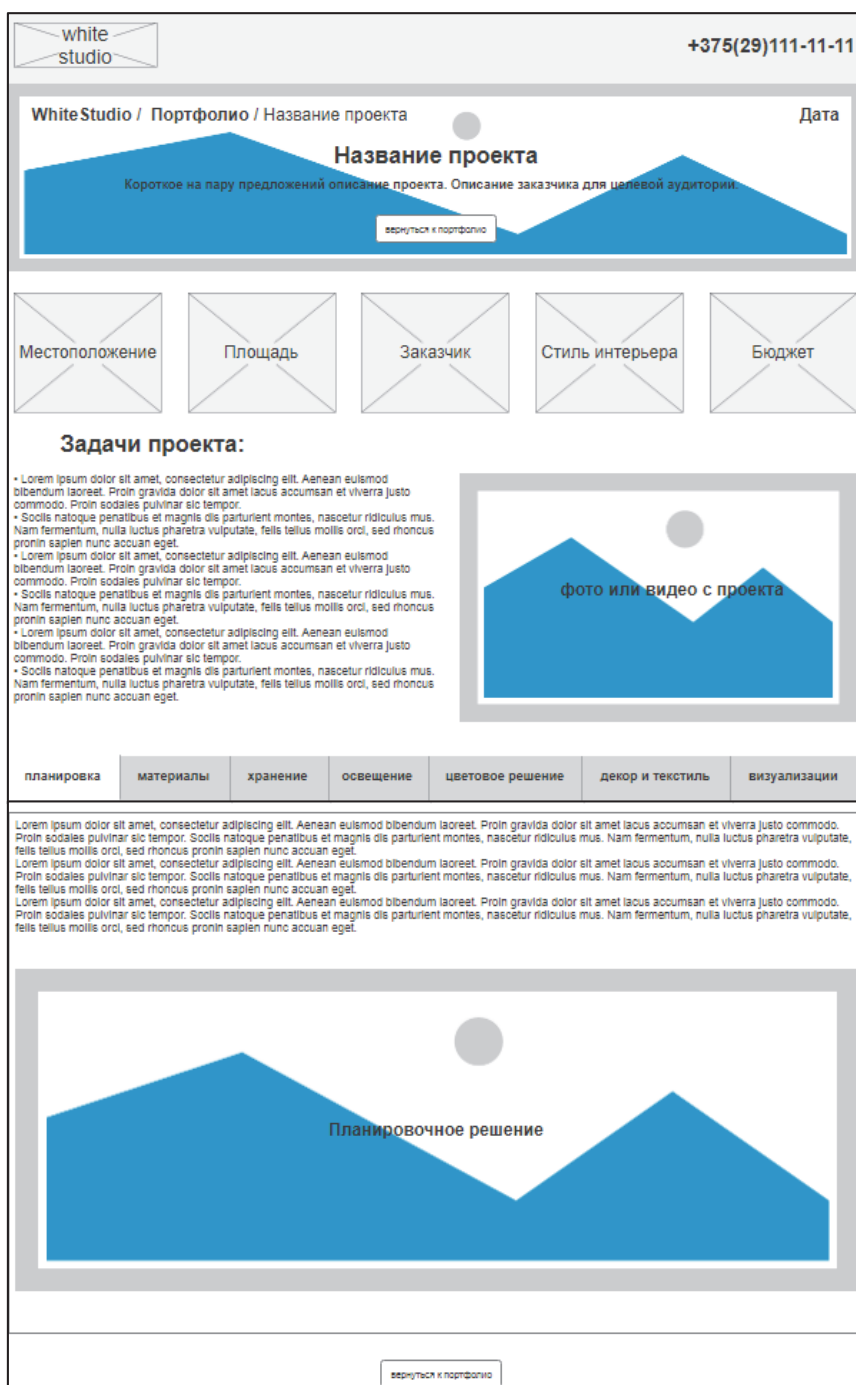 white
studio
+375(29)111-11-11
WhiteStudio / Портфолио / Название проекта
Дата
Название проекта
Короткое на пару предложений описание проекта. Описание заказчика для целевой аудитории.
вернуться к портфолио
Местоположение
Площадь
Заказчик
Стиль интерьера
Бюджет
Задачи проекта:
• Lorem ipsum dolor sit amet, consectetur adipiscing elit. Aenean euismod
bibendum laoreet. Proin gravida dolor sit amet lacus accumsan et viverra justo
commodo. Proin sodales pulvinar sic tempor.
• Sociis natoque penatibus et magnis dis parturient montes, nascetur ridiculus mus.
Nam fermentum, nulla luctus pharetra vulputate, felis tellus mollis orci, sed rhoncus
pronin sapien nunc accuan eget.
• Lorem ipsum dolor sit amet, consectetur adipiscing elit. Aenean euismod
bibendum laoreet. Proin gravida dolor sit amet lacus accumsan et viverra justo
commodo. Proin sodales pulvinar sic tempor.
• Sociis natoque penatibus et magnis dis parturient montes, nascetur ridiculus mus.
Nam fermentum, nulla luctus pharetra vulputate, felis tellus mollis orci, sed rhoncus
pronin sapien nunc accuan eget.
• Lorem ipsum dolor sit amet, consectetur adipiscing elit. Aenean euismod
bibendum laoreet. Proin gravida dolor sit amet lacus accumsan et viverra justo
commodo. Proin sodales pulvinar sic tempor.
• Sociis natoque penatibus et magnis dis parturient montes, nascetur ridiculus mus.
Nam fermentum, nulla luctus pharetra vulputate, felis tellus mollis orci, sed rhoncus
pronin sapien nunc accuan eget.
фото или видео с проекта
планировка
материалы
хранение
освещение
цветовое решение
декор и текстиль
визуализации
Lorem ipsum dolor sit amet, consectetur adipiscing elit. Aenean euismod bibendum laoreet. Proin gravida dolor sit amet lacus accumsan et viverra justo commodo.
Proin sodales pulvinar sic tempor. Sociis natoque penatibus et magnis dis parturient montes, nascetur ridiculus mus. Nam fermentum, nulla luctus pharetra vulputate,
felis tellus mollis orci, sed rhoncus pronin sapien nunc accuan eget.
Lorem ipsum dolor sit amet, consectetur adipiscing elit. Aenean euismod bibendum laoreet. Proin gravida dolor sit amet lacus accumsan et viverra justo commodo.
Proin sodales pulvinar sic tempor. Sociis natoque penatibus et magnis dis parturient montes, nascetur ridiculus mus. Nam fermentum, nulla luctus pharetra vulputate,
felis tellus mollis orci, sed rhoncus pronin sapien nunc accuan eget.
Lorem ipsum dolor sit amet, consectetur adipiscing elit. Aenean euismod bibendum laoreet. Proin gravida dolor sit amet lacus accumsan et viverra justo commodo.
Proin sodales pulvinar sic tempor. Sociis natoque penatibus et magnis dis parturient montes, nascetur ridiculus mus. Nam fermentum, nulla luctus pharetra vulputate,
felis tellus mollis orci, sed rhoncus pronin sapien nunc accuan eget.
Планировочное решение
вернуться к портфолио